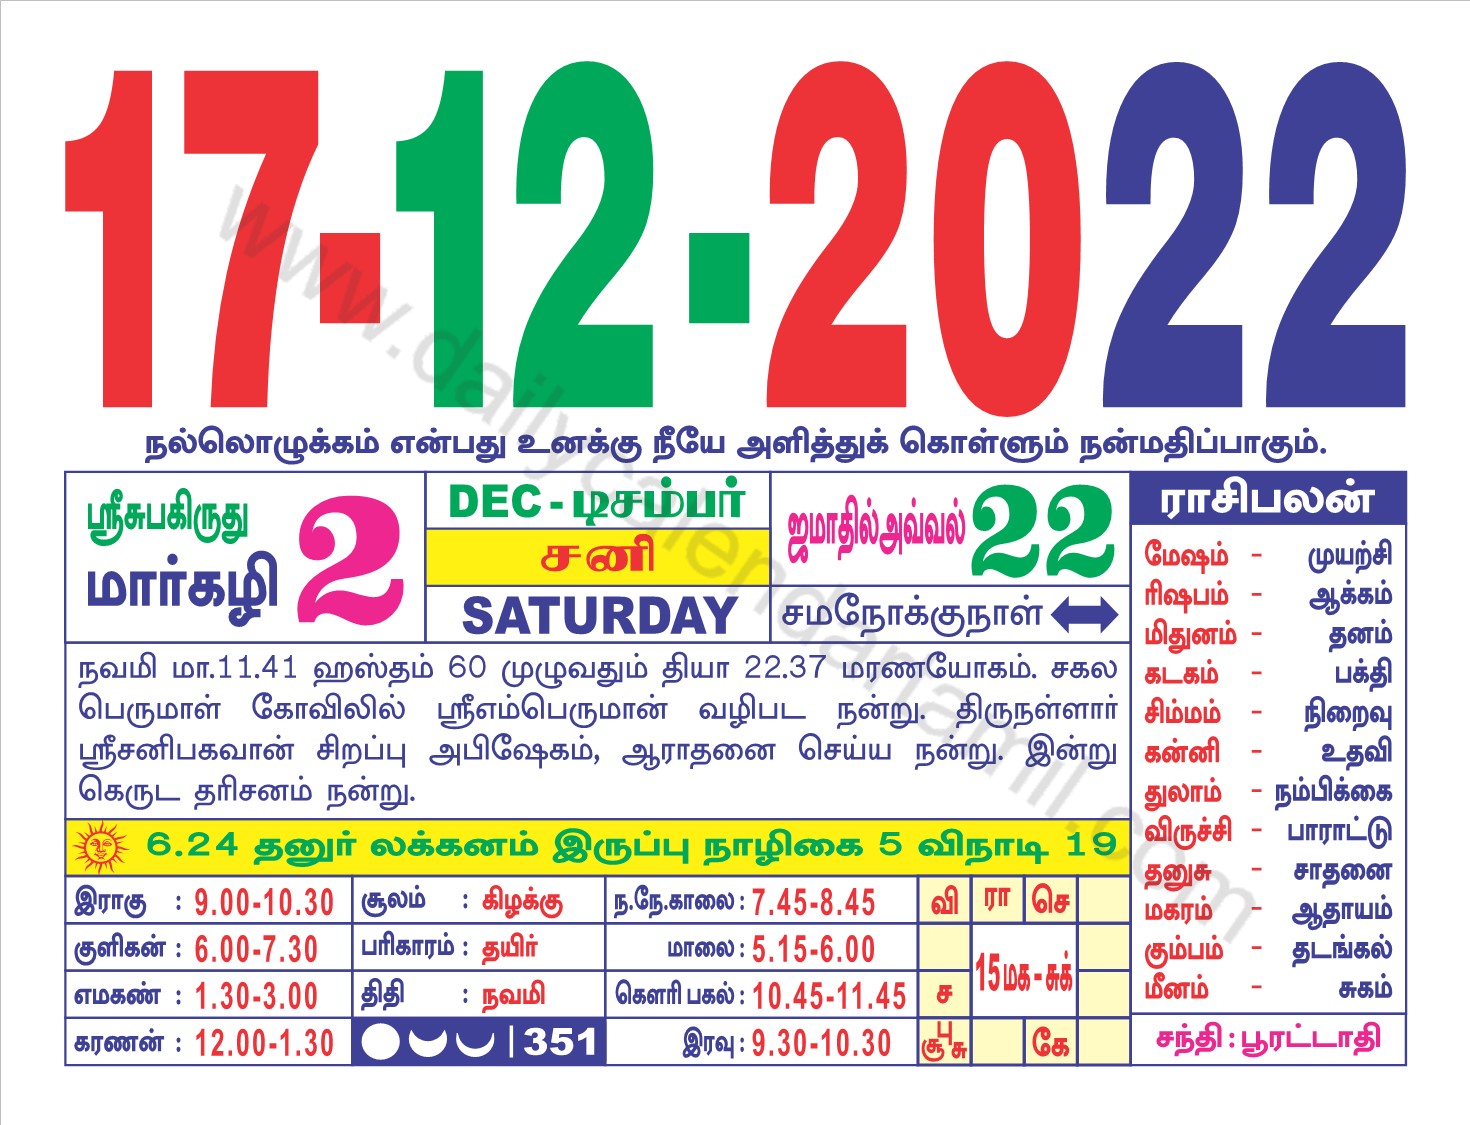 17-12-2022
நல்லொழுக்கம் என்பது உனக்கு நீயே அளித்துக் கொள்ளும் நன்மதிப்பாகும்.
ஸ்ரீசுபகிருது
மார்கழி 2
DEC - டிசம்பர்
சனி
SATURDAY
ஜமாதில்அவ்வல் 22
சமநோக்குநாள்
நவமி மா.11.41 ஹஸ்தம் 60 முழுவதும் தியா 22.37 மரணயோகம். சகல
பெருமாள் கோவிலில் ஸ்ரீஎம்பெருமான் வழிபட நன்று. திருநள்ளார்
ஸ்ரீசனிபகவான் சிறப்பு அபிஷேகம், ஆராதனை செய்ய நன்று. இன்று
கெருட தரிசனம் நன்று.
6.24 தனுர் லக்கனம் இருப்பு நாழிகை 5 விநாடி 19
இராகு : 9.00-10.30
குளிகன் : 6.00-7.30
எமகண் : 1.30-3.00
கரணன் : 12.00-1.30
சூலம் : கிழக்கு
பரிகாரம் : தயிர்
திதி : நவமி
351
ந.நே.காலை : 7.45-8.45
மாலை : 5.15-6.00
கௌரி பகல் : 10.45-11.45
இரவு : 9.30-10.30
வி ரா செ
15 மக - சுக்
ச
பு
சூ சு கே
ராசிபலன்
மேஷம் - முயற்சி
ரிஷபம் - ஆக்கம்
மிதுனம் - தனம்
கடகம் - பக்தி
சிம்மம் - நிறைவு
கன்னி - உதவி
துலாம் - நம்பிக்கை
விருச்சி - பாராட்டு
தனுசு - சாதனை
மகரம் - ஆதாயம்
கும்பம் - தடங்கல்
மீனம் - சுகம்
சந்தி : பூரட்டாதி
www.dailycalendartamil.com